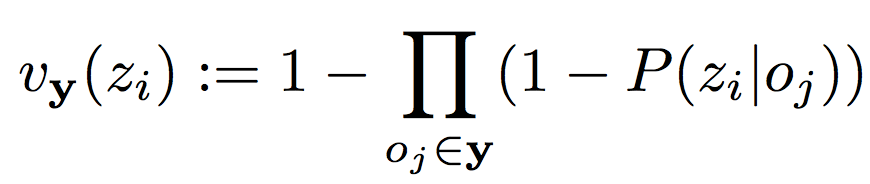 v_𝐲(z_i) := 1 − ∏_{o_j∈𝐲} (1 − P(z_i|o_j))